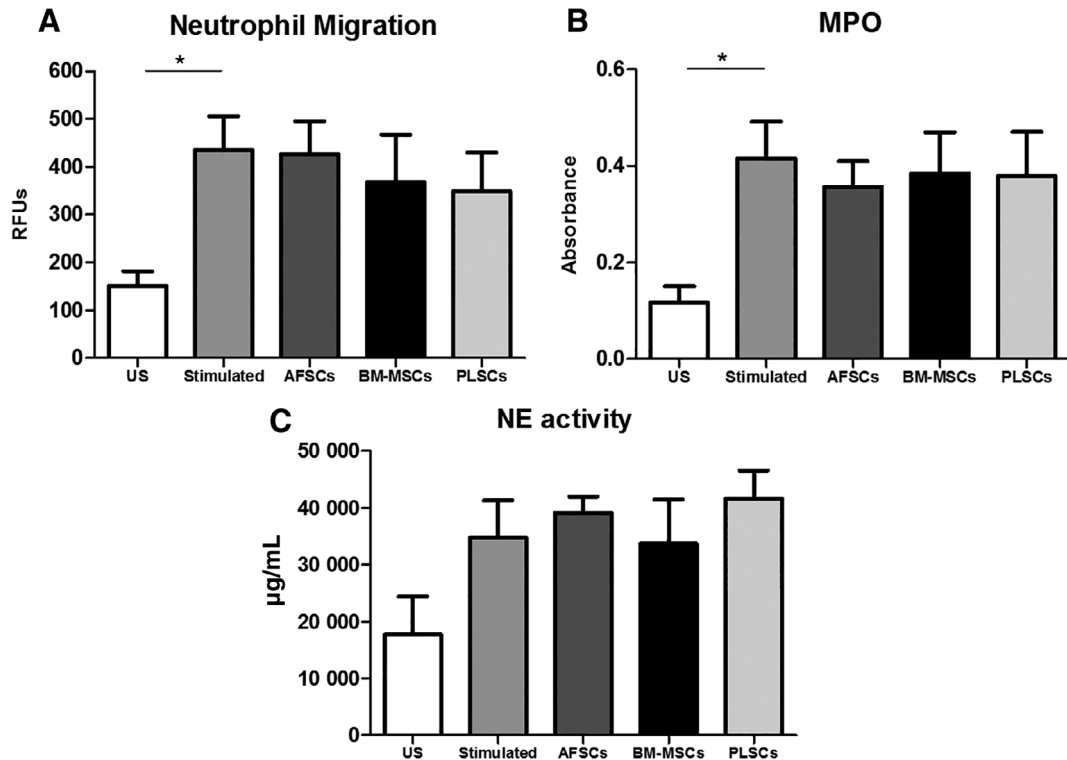 A
Neutrophil Migration
*
600
500
400
300
200
100
0
RFUs
US Stimulated AFSCs BM-MSCs PLSCs
B
MPO
*
0.6
0.4
0.2
0.0
Absorbance
US Stimulated AFSCs BM-MSCs PLSCs
C
NE activity
50 000
40 000
30 000
20 000
10 000
0
µg/mL
US Stimulated AFSCs BM-MSCs PLSCs